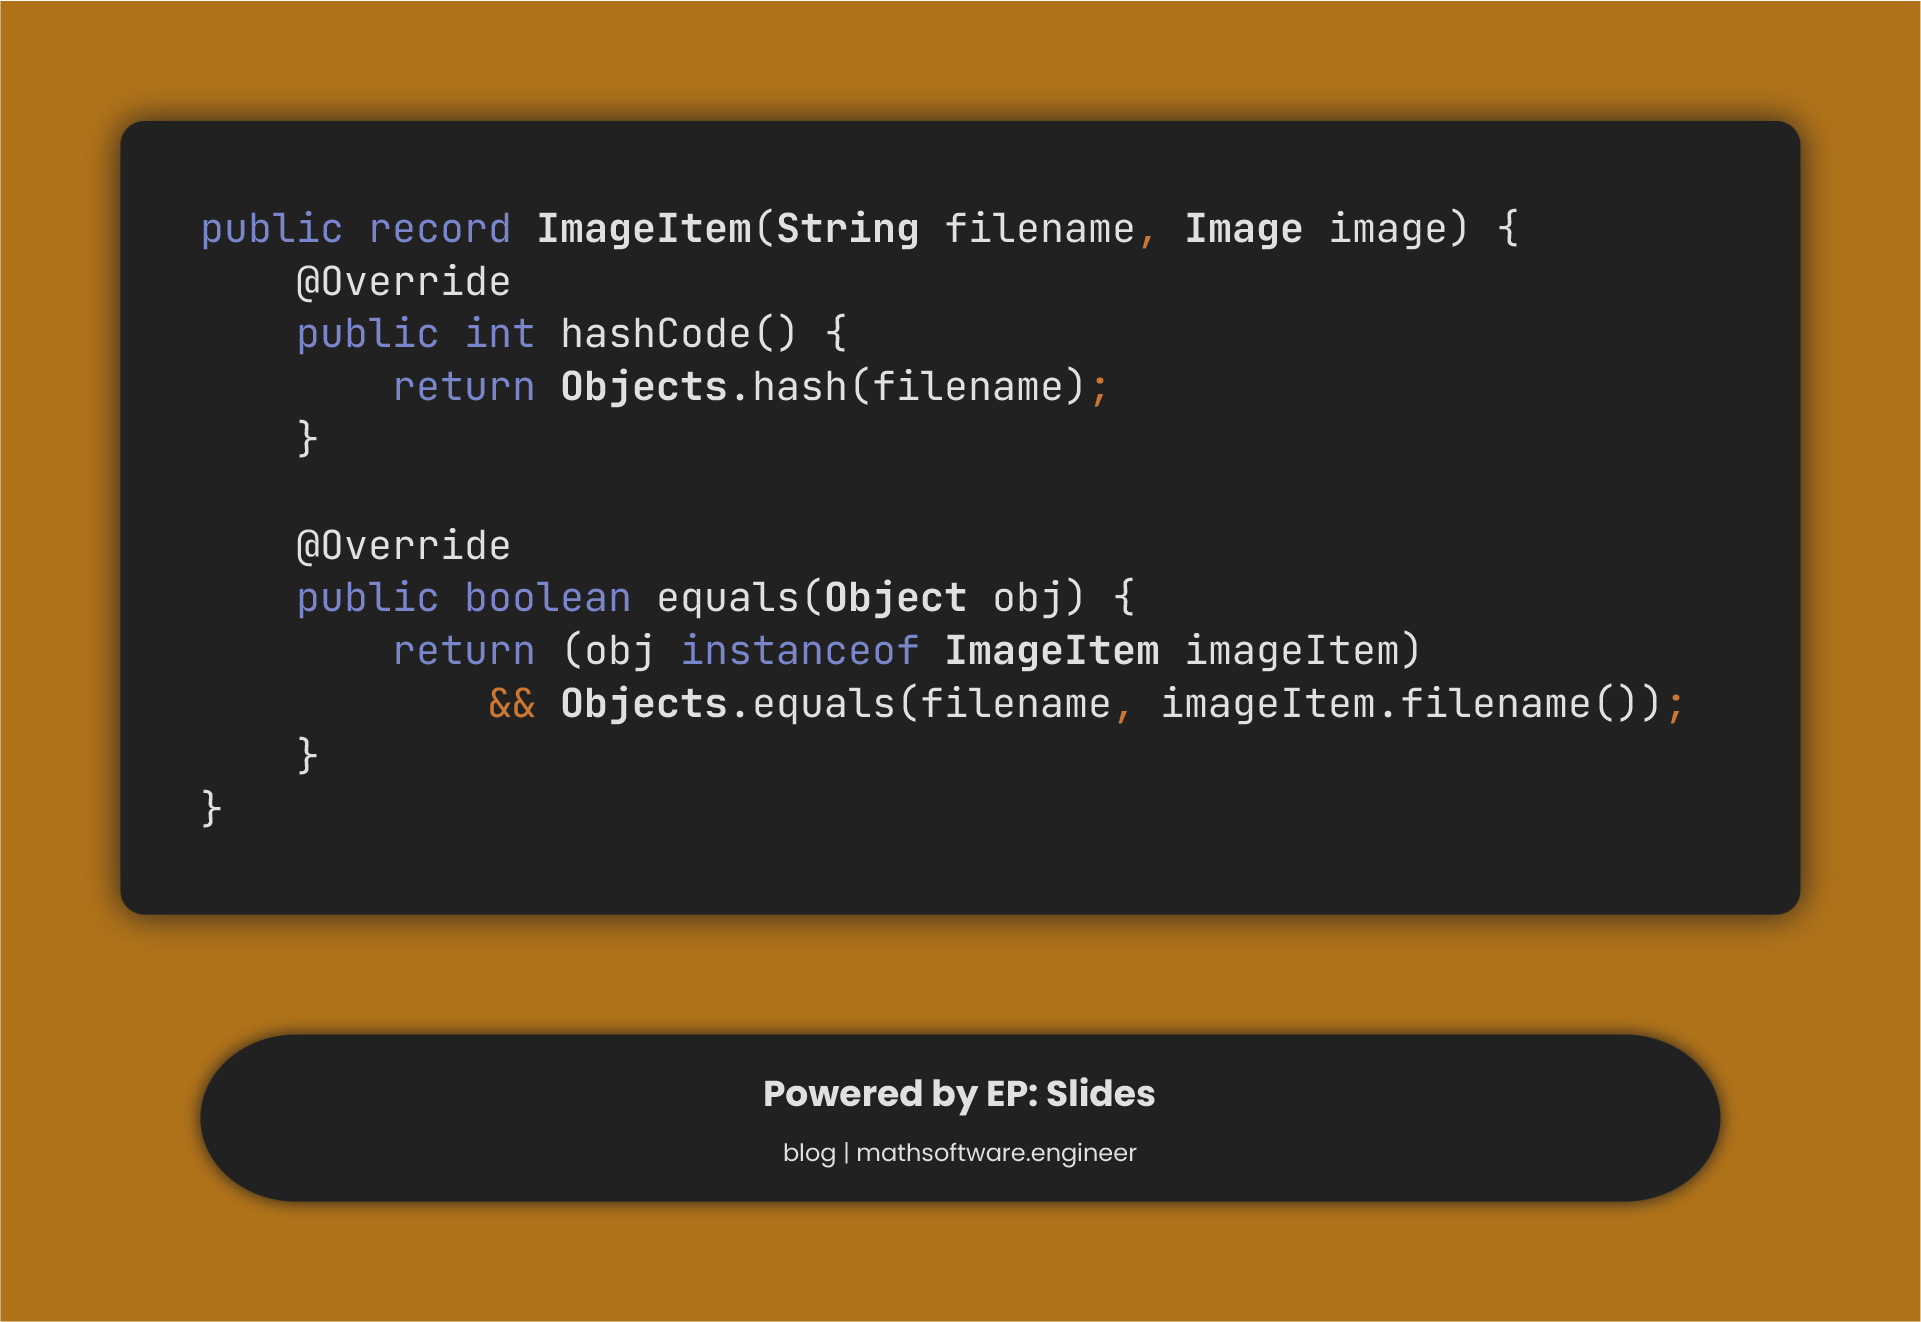 public record ImageItem(String filename, Image image) {
    @Override
    public int hashCode() {
        return Objects.hash(filename);
    }

    @Override
    public boolean equals(Object obj) {
        return (obj instanceof ImageItem imageItem)
            && Objects.equals(filename, imageItem.filename());
    }
}
Powered by EP: Slides
blog | mathsoftware.engineer